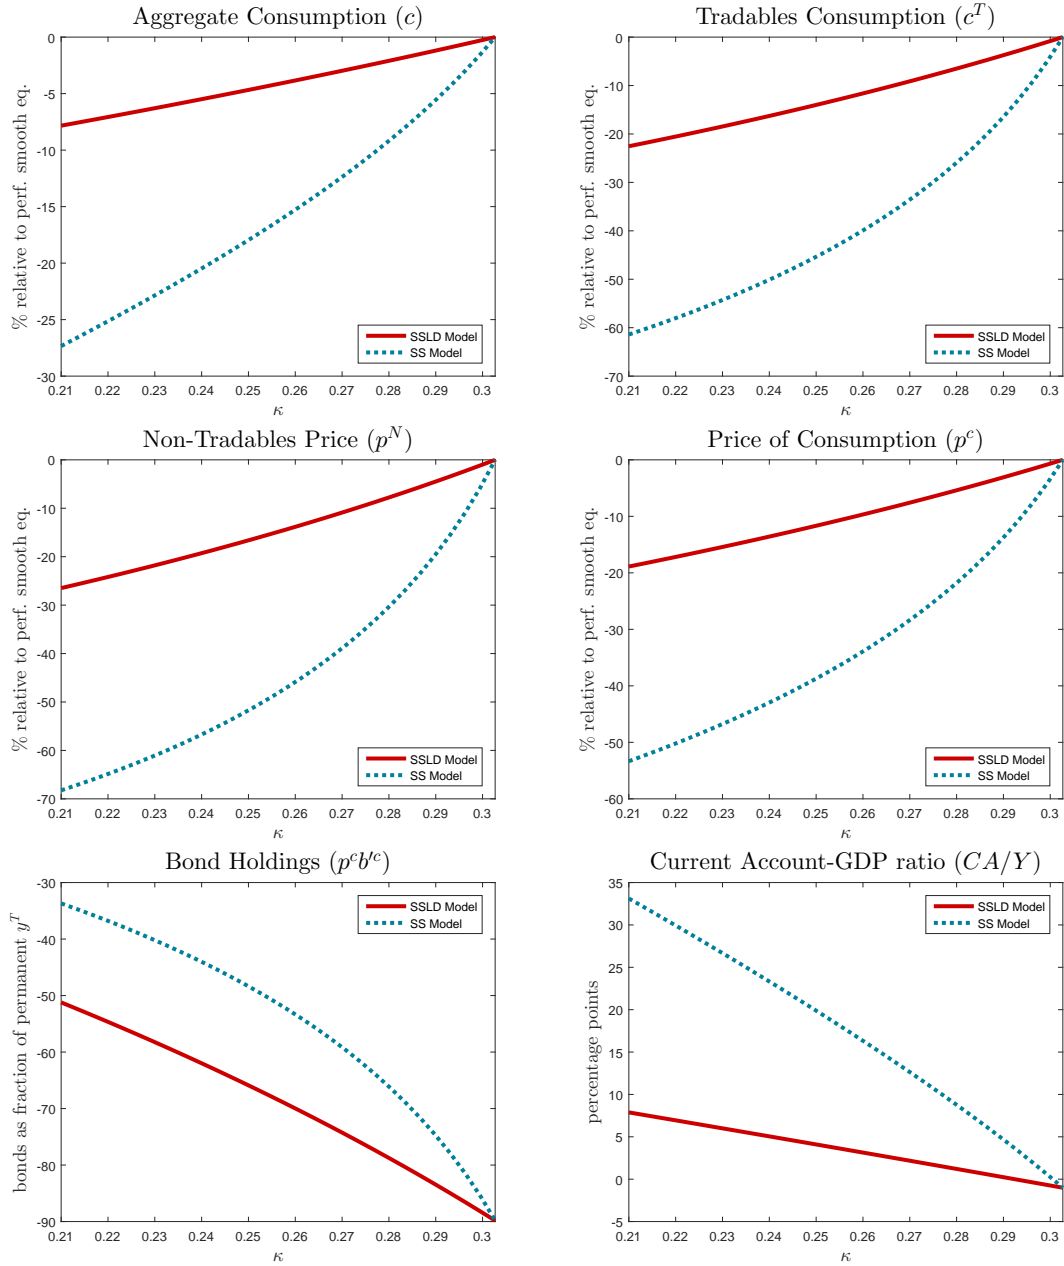 Aggregate Consumption (c)
% relative to perf. smooth eq.
0
-5
-10
-15
-20
-25
-30
SSLD Model
SS Model
0.21 0.22 0.23 0.24 0.25 0.26 0.27 0.28 0.29 0.3
κ
Tradables Consumption (c^T)
% relative to perf. smooth eq.
0
-10
-20
-30
-40
-50
-60
-70
SSLD Model
SS Model
0.21 0.22 0.23 0.24 0.25 0.26 0.27 0.28 0.29 0.3
κ
Non-Tradables Price (p^N)
% relative to perf. smooth eq.
0
-10
-20
-30
-40
-50
-60
-70
SSLD Model
SS Model
0.21 0.22 0.23 0.24 0.25 0.26 0.27 0.28 0.29 0.3
κ
Price of Consumption (p^c)
% relative to perf. smooth eq.
0
-10
-20
-30
-40
-50
-60
SSLD Model
SS Model
0.21 0.22 0.23 0.24 0.25 0.26 0.27 0.28 0.29 0.3
κ
Bond Holdings (p^c b'^c)
bonds as fraction of permanent y^T
-30
-40
-50
-60
-70
-80
-90
SSLD Model
SS Model
0.21 0.22 0.23 0.24 0.25 0.26 0.27 0.28 0.29 0.3
κ
Current Account-GDP ratio (CA/Y)
percentage points
35
30
25
20
15
10
5
0
-5
SSLD Model
SS Model
0.21 0.22 0.23 0.24 0.25 0.26 0.27 0.28 0.29 0.3
κ